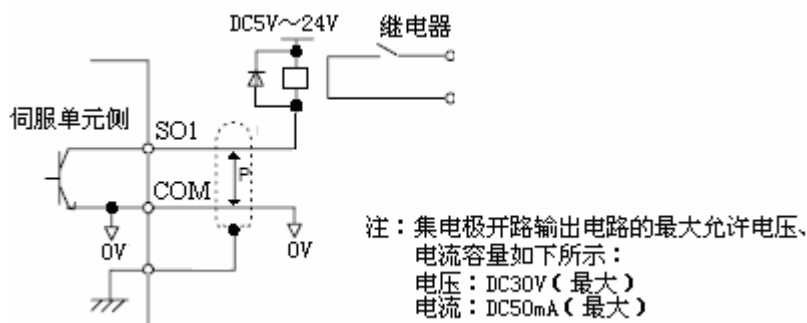 DC5V～24V
继电器
伺服单元侧
SO1
P
COM
0V
0V
注：集电极开路输出电路的最大允许电压、
电流容量如下所示：
电压：DC30V（最大）
电流：DC50mA（最大）